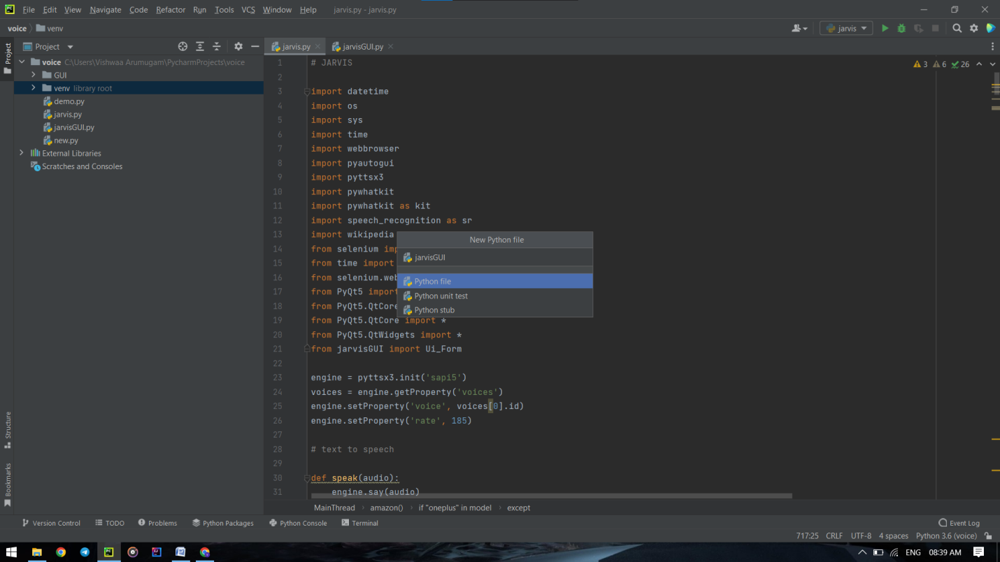 File Edit View Navigate Code Refactor Run Tools VCS Window Help jarvis.py - jarvis.py
voice venv jarvis
Project
Project
jarvis.py
jarvisGUI.py
voice C:\Users\Vishwaa Arumugam\PycharmProjects\voice
GUI
venv library root
demo.py
jarvis.py
jarvisGUI.py
new.py
External Libraries
Scratches and Consoles
3 6 26
1 # JARVIS
2
3 import datetime
4 import os
5 import sys
6 import time
7 import webbrowser
8 import pyautogui
9 import pyttsx3
10 import pywhatkit
11 import pywhatkit as kit
12 import speech_recognition as sr
13 import wikipedia
14 from selenium imp
15 from time import
16 from selenium.web
17 from PyQt5 import
18 from PyQt5.QtCore
19 from PyQt5.QtCore import *
20 from PyQt5.QtWidgets import *
21 from jarvisGUI import Ui_Form
22
23 engine = pyttsx3.init('sapi5')
24 voices = engine.getProperty('voices')
25 engine.setProperty('voice', voices[0].id)
26 engine.setProperty('rate', 185)
27
28 # text to speech
29
30 def speak(audio):
31 engine.say(audio)
New Python file
jarvisGUI
Python file
Python unit test
Python stub
Structure
Bookmarks
MainThread amazon() if "oneplus" in model except
Version Control TODO Problems Python Packages Python Console Terminal Event Log
717:25 CRLF UTF-8 4 spaces Python 3.6 (voice)
ENG 08:39 AM